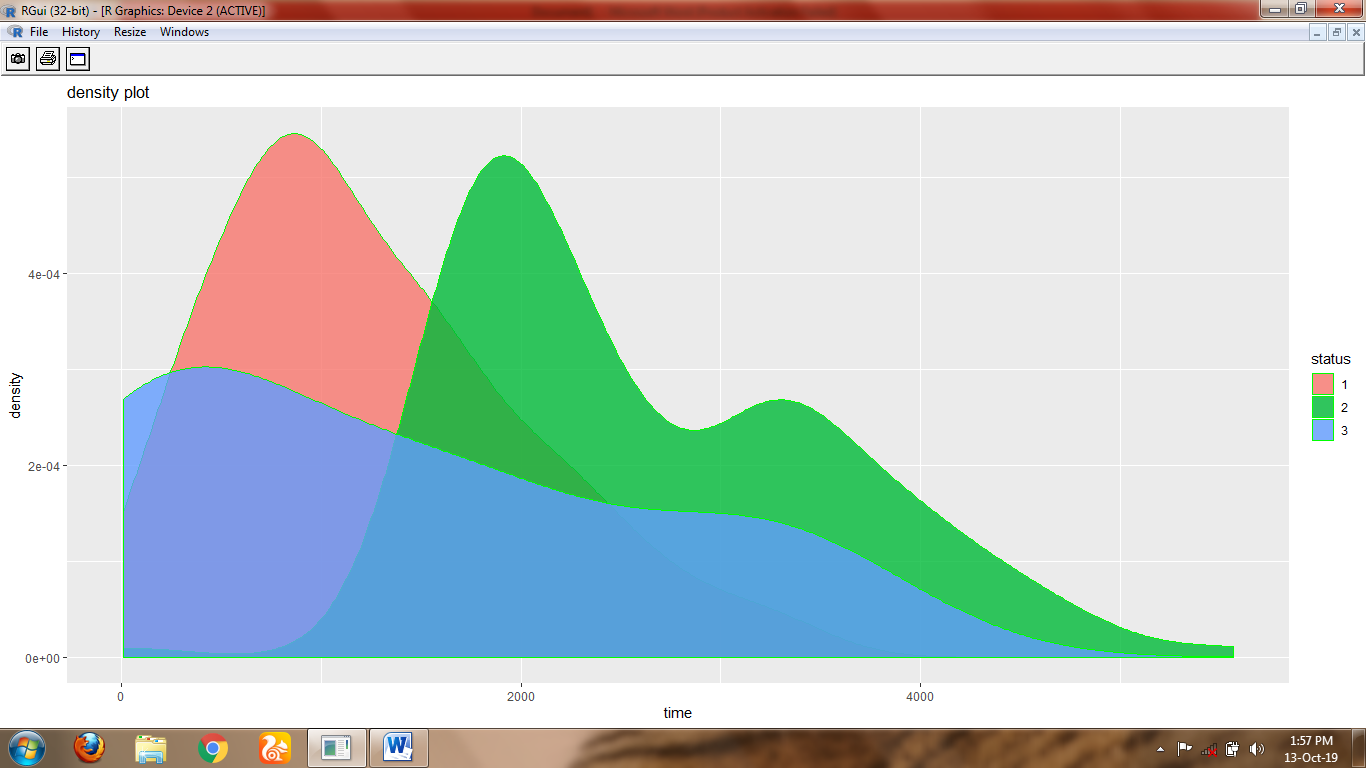 RGui (32-bit) - [R Graphics: Device 2 (ACTIVE)]
File History Resize Windows
density plot
density
4e-04
2e-04
0e+00
0 2000 4000
time
status
1
2
3
1:57 PM
13-Oct-19